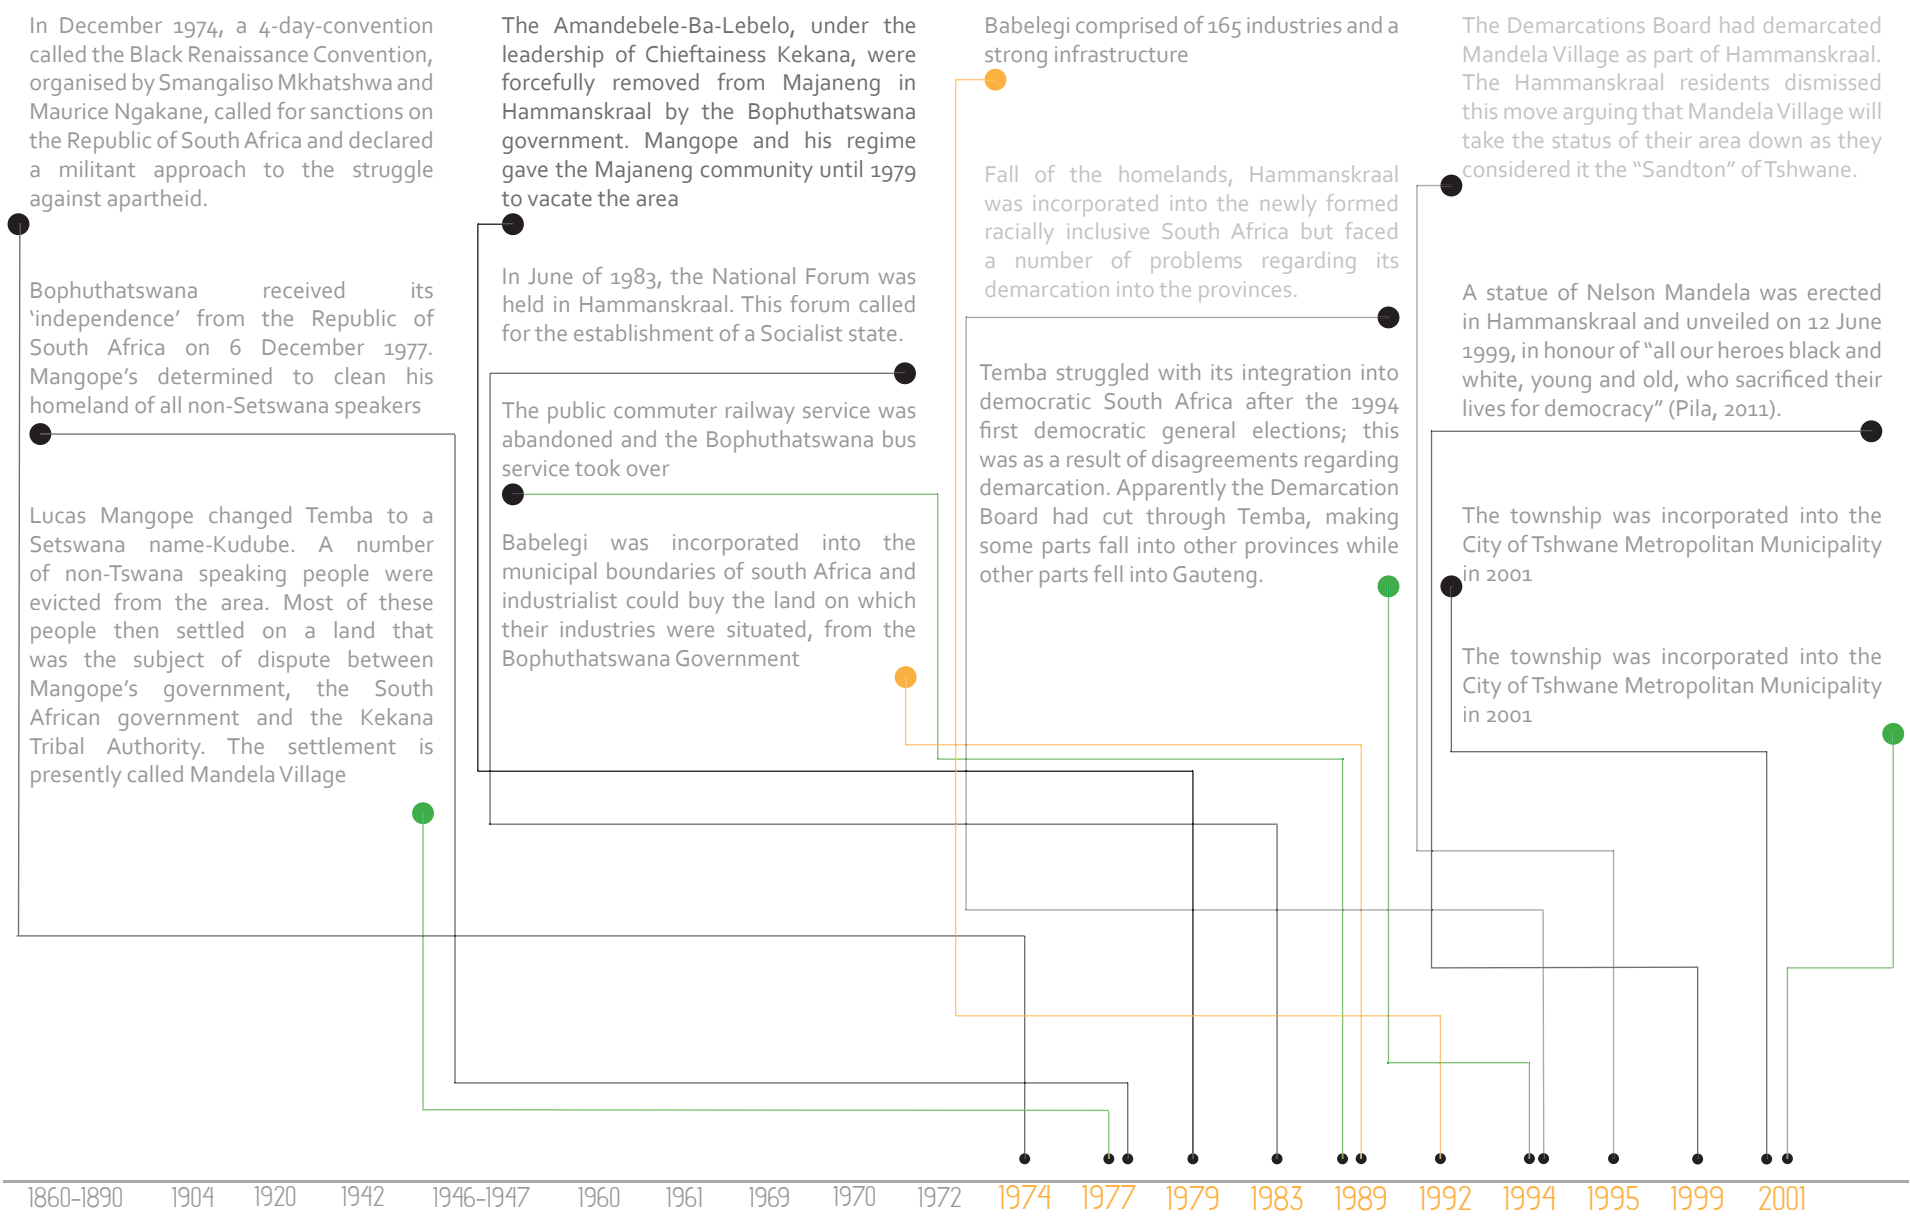 In December 1974, a 4-day-convention
called the Black Renaissance Convention,
organised by Smangaliso Mkhatshwa and
Maurice Ngakane, called for sanctions on
the Republic of South Africa and declared
a militant approach to the struggle
against apartheid.
Bophuthatswana received its
‘independence’ from the Republic of
South Africa on 6 December 1977.
Mangope’s determined to clean his
homeland of all non-Setswana speakers
Lucas Mangope changed Temba to a
Setswana name-Kudube. A number
of non-Tswana speaking people were
evicted from the area. Most of these
people then settled on a land that
was the subject of dispute between
Mangope’s government, the South
African government and the Kekana
Tribal Authority. The settlement is
presently called Mandela Village
The Amandebele-Ba-Lebelo, under the
leadership of Chieftainess Kekana, were
forcefully removed from Majaneng in
Hammanskraal by the Bophuthatswana
government. Mangope and his regime
gave the Majaneng community until 1979
to vacate the area
In June of 1983, the National Forum was
held in Hammanskraal. This forum called
for the establishment of a Socialist state.
The public commuter railway service was
abandoned and the Bophuthatswana bus
service took over
Babelegi was incorporated into the
municipal boundaries of south Africa and
industrialist could buy the land on which
their industries were situated, from the
Bophuthatswana Government
Babelegi comprised of 165 industries and a
strong infrastructure
Fall of the homelands, Hammanskraal
was incorporated into the newly formed
racially inclusive South Africa but faced
a number of problems regarding its
demarcation into the provinces.
Temba struggled with its integration into
democratic South Africa after the 1994
first democratic general elections; this
was as a result of disagreements regarding
demarcation. Apparently the Demarcation
Board had cut through Temba, making
some parts fall into other provinces while
other parts fell into Gauteng.
The Demarcations Board had demarcated
Mandela Village as part of Hammanskraal.
The Hammanskraal residents dismissed
this move arguing that Mandela Village will
take the status of their area down as they
considered it the “Sandton” of Tshwane.
A statue of Nelson Mandela was erected
in Hammanskraal and unveiled on 12 June
1999, in honour of “all our heroes black and
white, young and old, who sacrificed their
lives for democracy” (Pila, 2011).
The township was incorporated into the
City of Tshwane Metropolitan Municipality
in 2001
The township was incorporated into the
City of Tshwane Metropolitan Municipality
in 2001
1860-1890 1904 1920 1942 1946-1947 1960 1961 1969 1970 1972 1974 1977 1979 1983 1989 1992 1994 1995 1999 2001